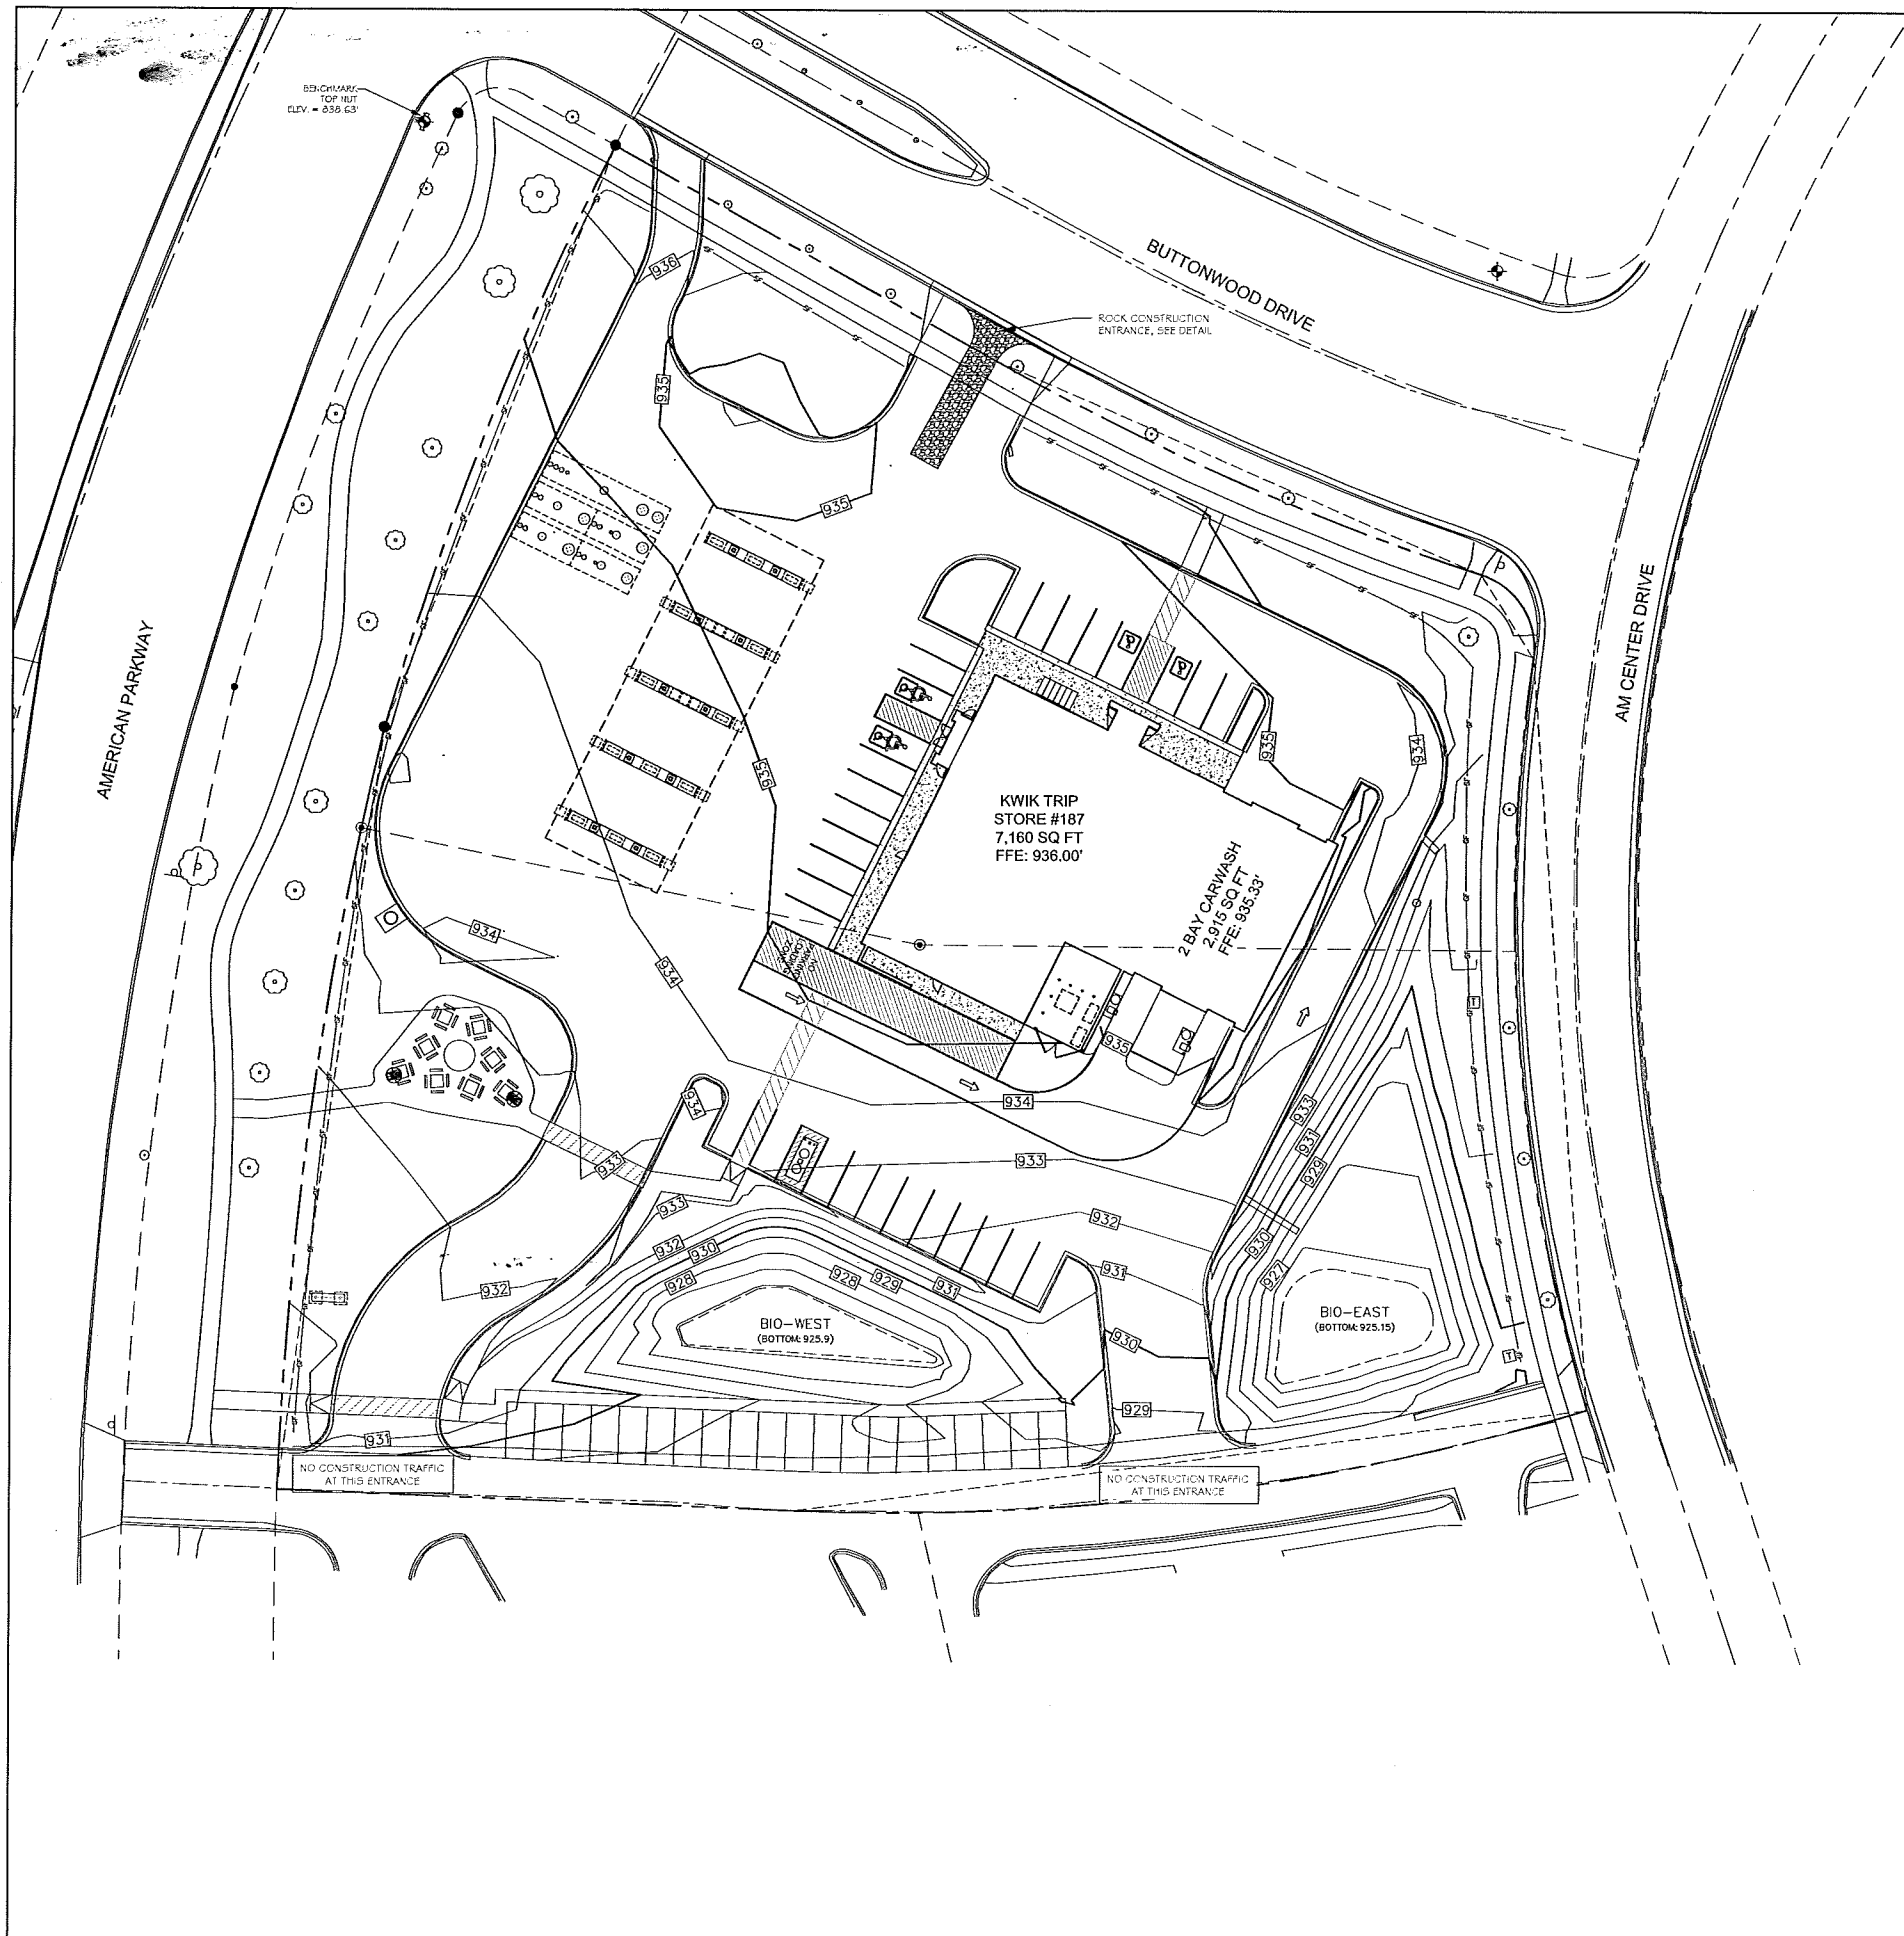 BENCHMARK
TOP NUT
ELEV. = 838.63'
BUTTONWOOD DRIVE
ROCK CONSTRUCTION
ENTRANCE, SEE DETAIL
936
935
935
AM CENTER DRIVE
AMERICAN PARKWAY
935
935
934
KWIK TRIP
STORE #187
7,160 SQ FT
FFE: 936.00'
2 BAY CARWASH
2,915 SQ FT
FFE: 935.33'
934
934
NO
PARKING
LOADING
ZONE
935
934
934
933
931
929
933
933
933
932
932
930
930
931
927
928
928
929
931
932
BIO-WEST
(BOTTOM: 925.9)
BIO-EAST
(BOTTOM: 925.15)
930
T
T
929
931
NO CONSTRUCTION TRAFFIC
AT THIS ENTRANCE
NO CONSTRUCTION TRAFFIC
AT THIS ENTRANCE